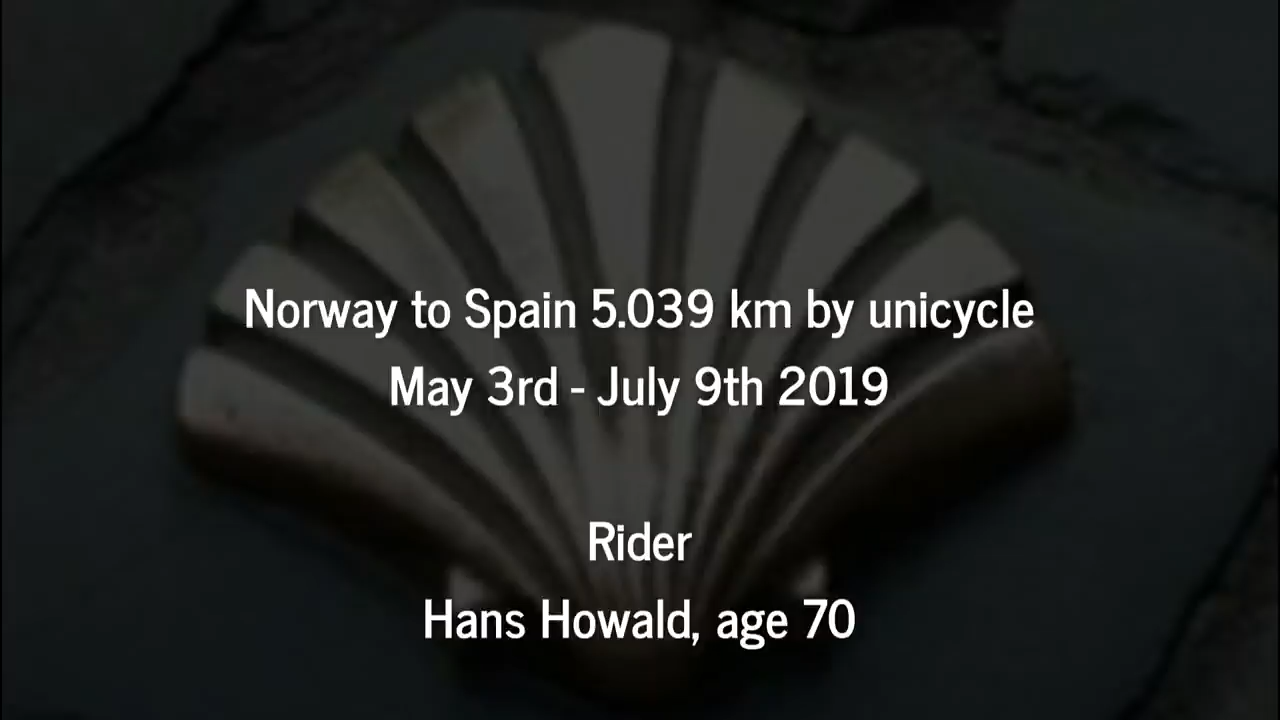 Norway to Spain 5.039 km by unicycle
May 3rd - July 9th 2019
Rider
Hans Howald, age 70